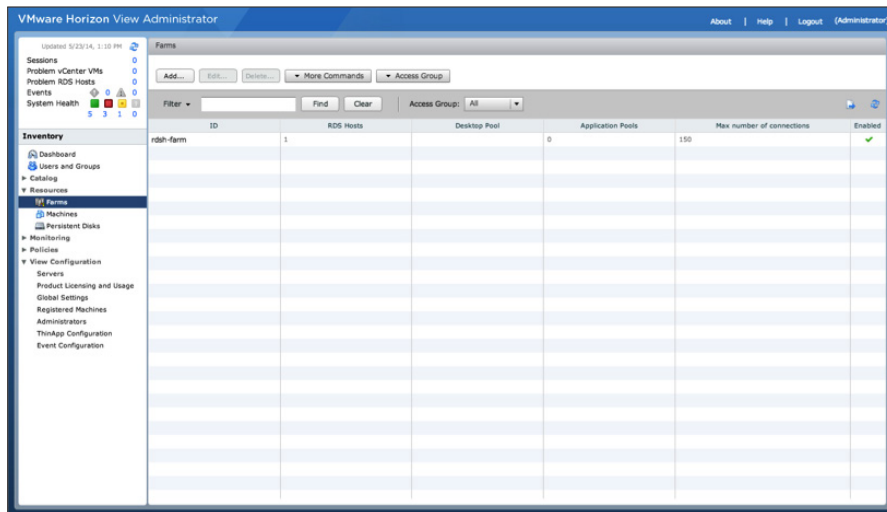 VMware Horizon View Administrator
About | Help | Logout (Administrator)
Updated 5/23/14, 1:10 PM
Sessions 0
Problem vCenter VMs 0
Problem RDS Hosts 0
Events 0 0
System Health
5 3 1 0
Inventory
Dashboard
Users and Groups
Catalog
Resources
Farms
Machines
Persistent Disks
Monitoring
Policies
View Configuration
Servers
Product Licensing and Usage
Global Settings
Registered Machines
Administrators
ThinApp Configuration
Event Configuration
Farms
Add... Edit... Delete... More Commands Access Group
Filter Find Clear Access Group: All
ID RDS Hosts Desktop Pool Application Pools Max number of connections Enabled
rdsh-farm 1 0 150